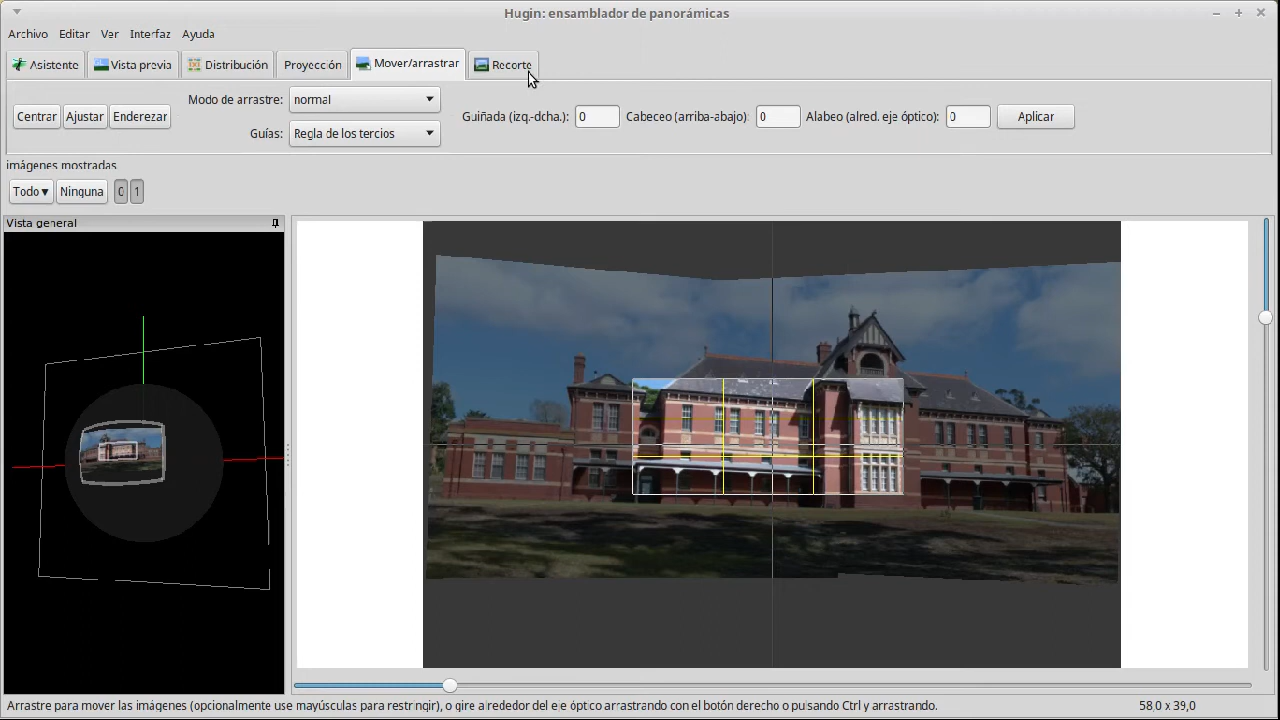 Hugin: ensamblador de panorámicas
Archivo Editar Ver Interfaz Ayuda
Asistente Vista previa Distribución Proyección Mover/arrastrar Recorte
Centrar Ajustar Enderezar Modo de arrastre: normal
Guías: Regla de los tercios
Guiñada (izq.-dcha.): 0 Cabeceo (arriba-abajo): 0 Alabeo (alred. eje óptico): 0 Aplicar
imágenes mostradas
Todo Ninguna 0 1
Vista general
Arrastre para mover las imágenes (opcionalmente use mayúsculas para restringir), o gire alrededor del eje óptico arrastrando con el botón derecho o pulsando Ctrl y arrastrando. 58,0 x 39,0